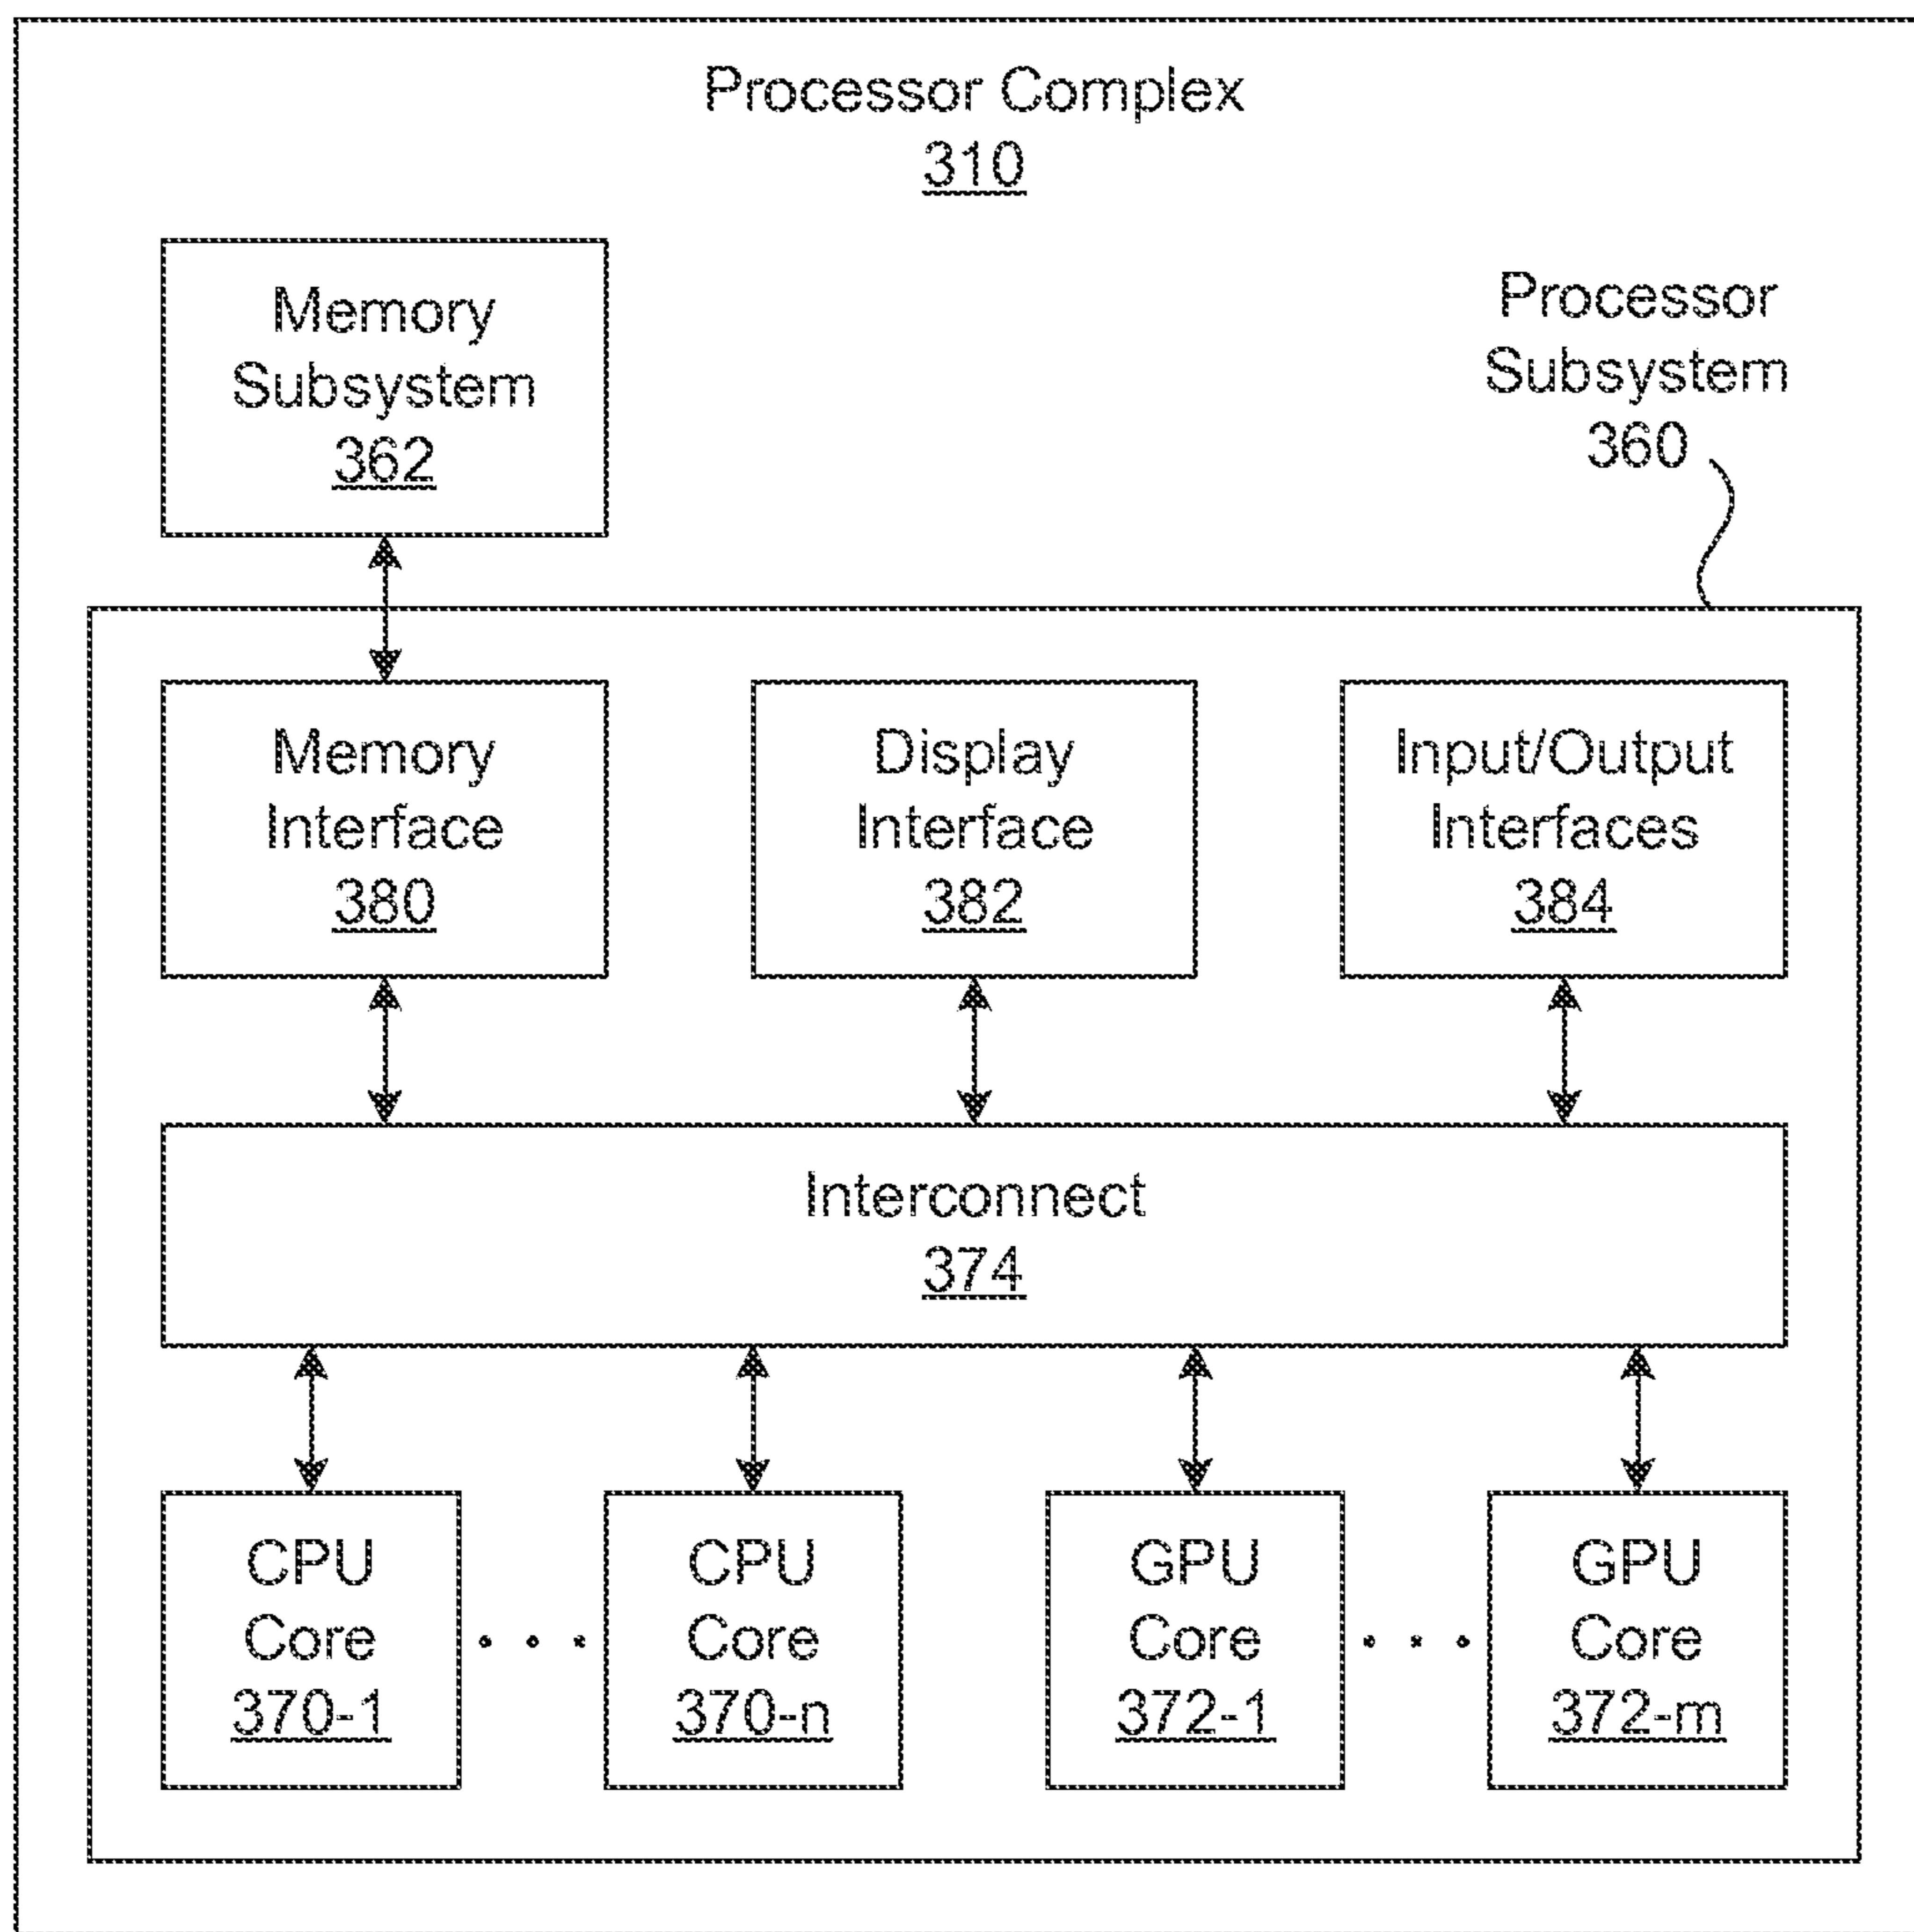 Processor Complex
310
Memory
Subsystem
362
Processor
Subsystem
360
Memory
Interface
380
Display
Interface
382
Input/Output
Interfaces
384
Interconnect
374
CPU
Core
370-1
CPU
Core
370-n
GPU
Core
372-1
GPU
Core
372-m